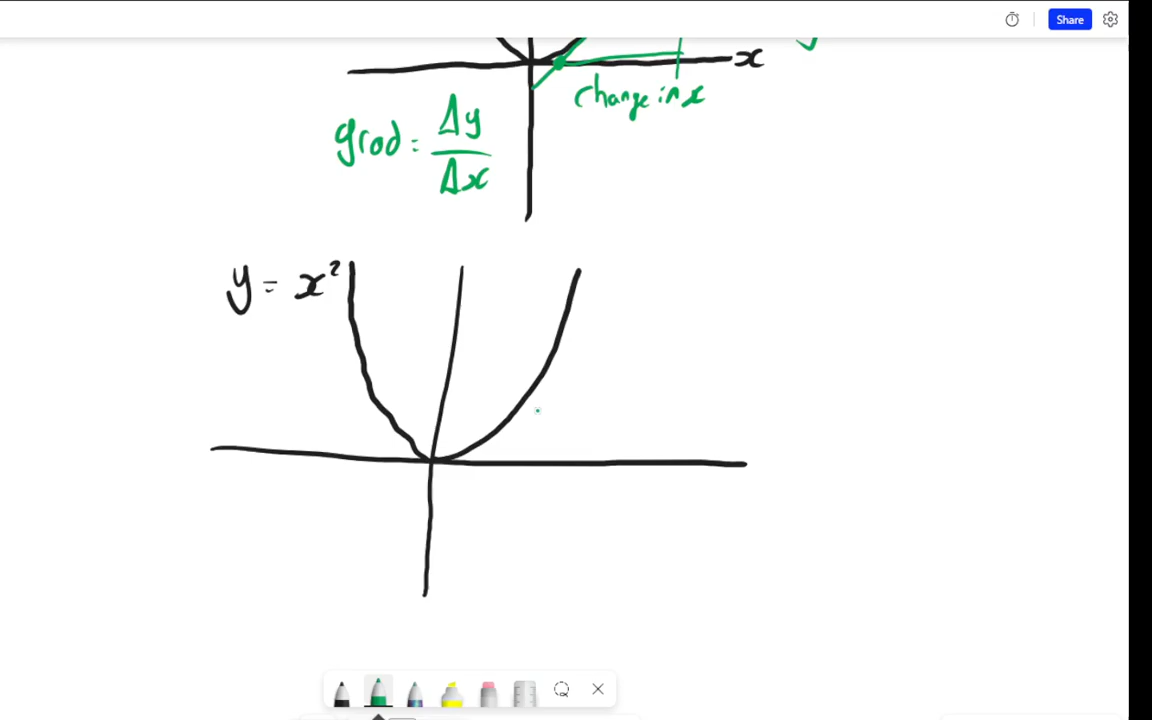 Share
x
change in x
grad = Δy/Δx
y = x²